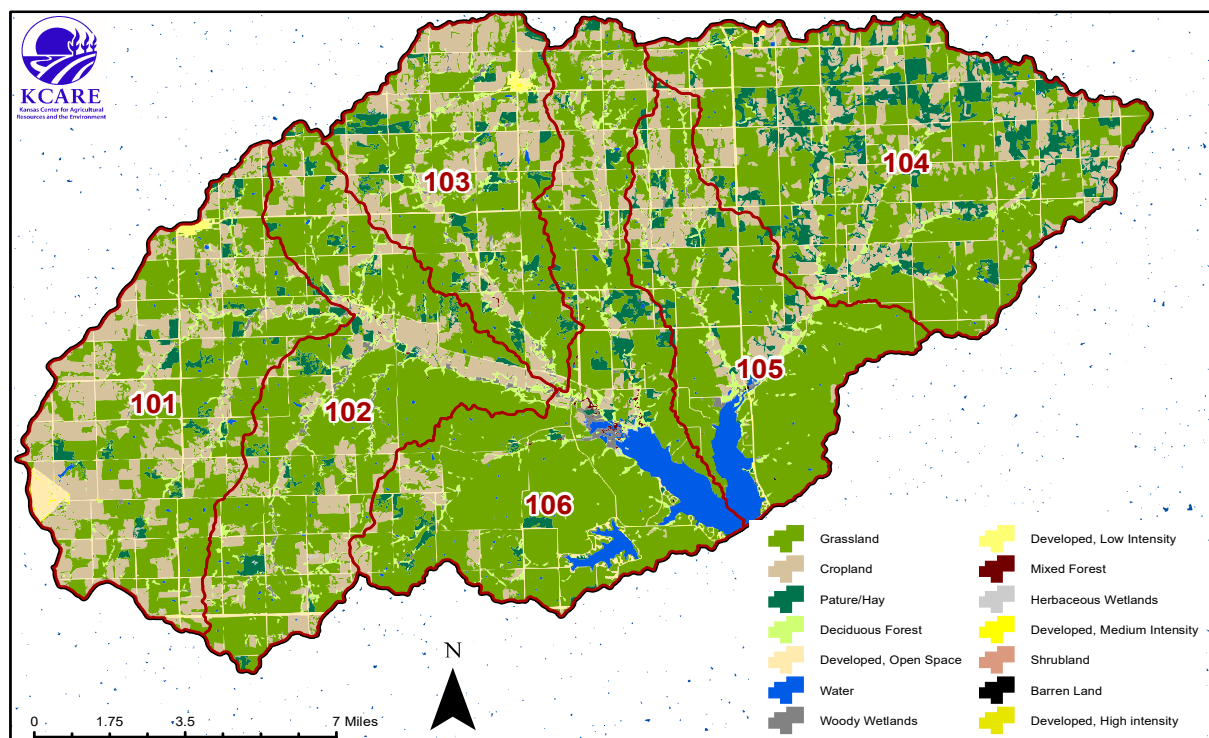 KCARE
Kansas Center for Agricultural
Resources and the Environment
103
104
101
102
105
106
Grassland
Cropland
Pature/Hay
Deciduous Forest
Developed, Open Space
Water
Woody Wetlands
Developed, Low Intensity
Mixed Forest
Herbaceous Wetlands
Developed, Medium Intensity
Shrubland
Barren Land
Developed, High intensity
N
0 1.75 3.5 7 Miles